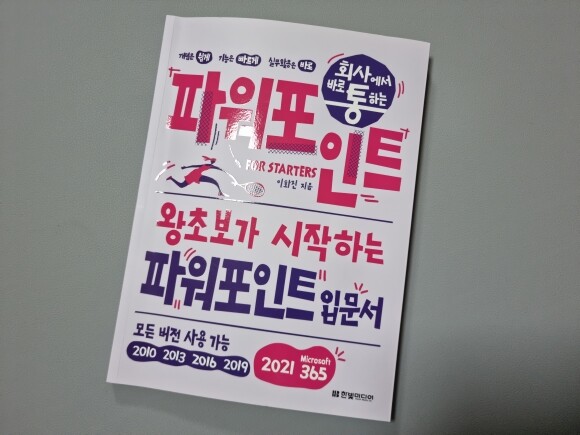 개념은 쉽게 기능은 빠르게 실무활용은 바로
회사에서
바로 통하는
파워포인트
FOR STARTERS
이화진 지음
왕초보가 시작하는
파워포인트 입문서
모든 버전 사용 가능
2010 2013 2016 2019
2021 Microsoft 365
한빛미디어